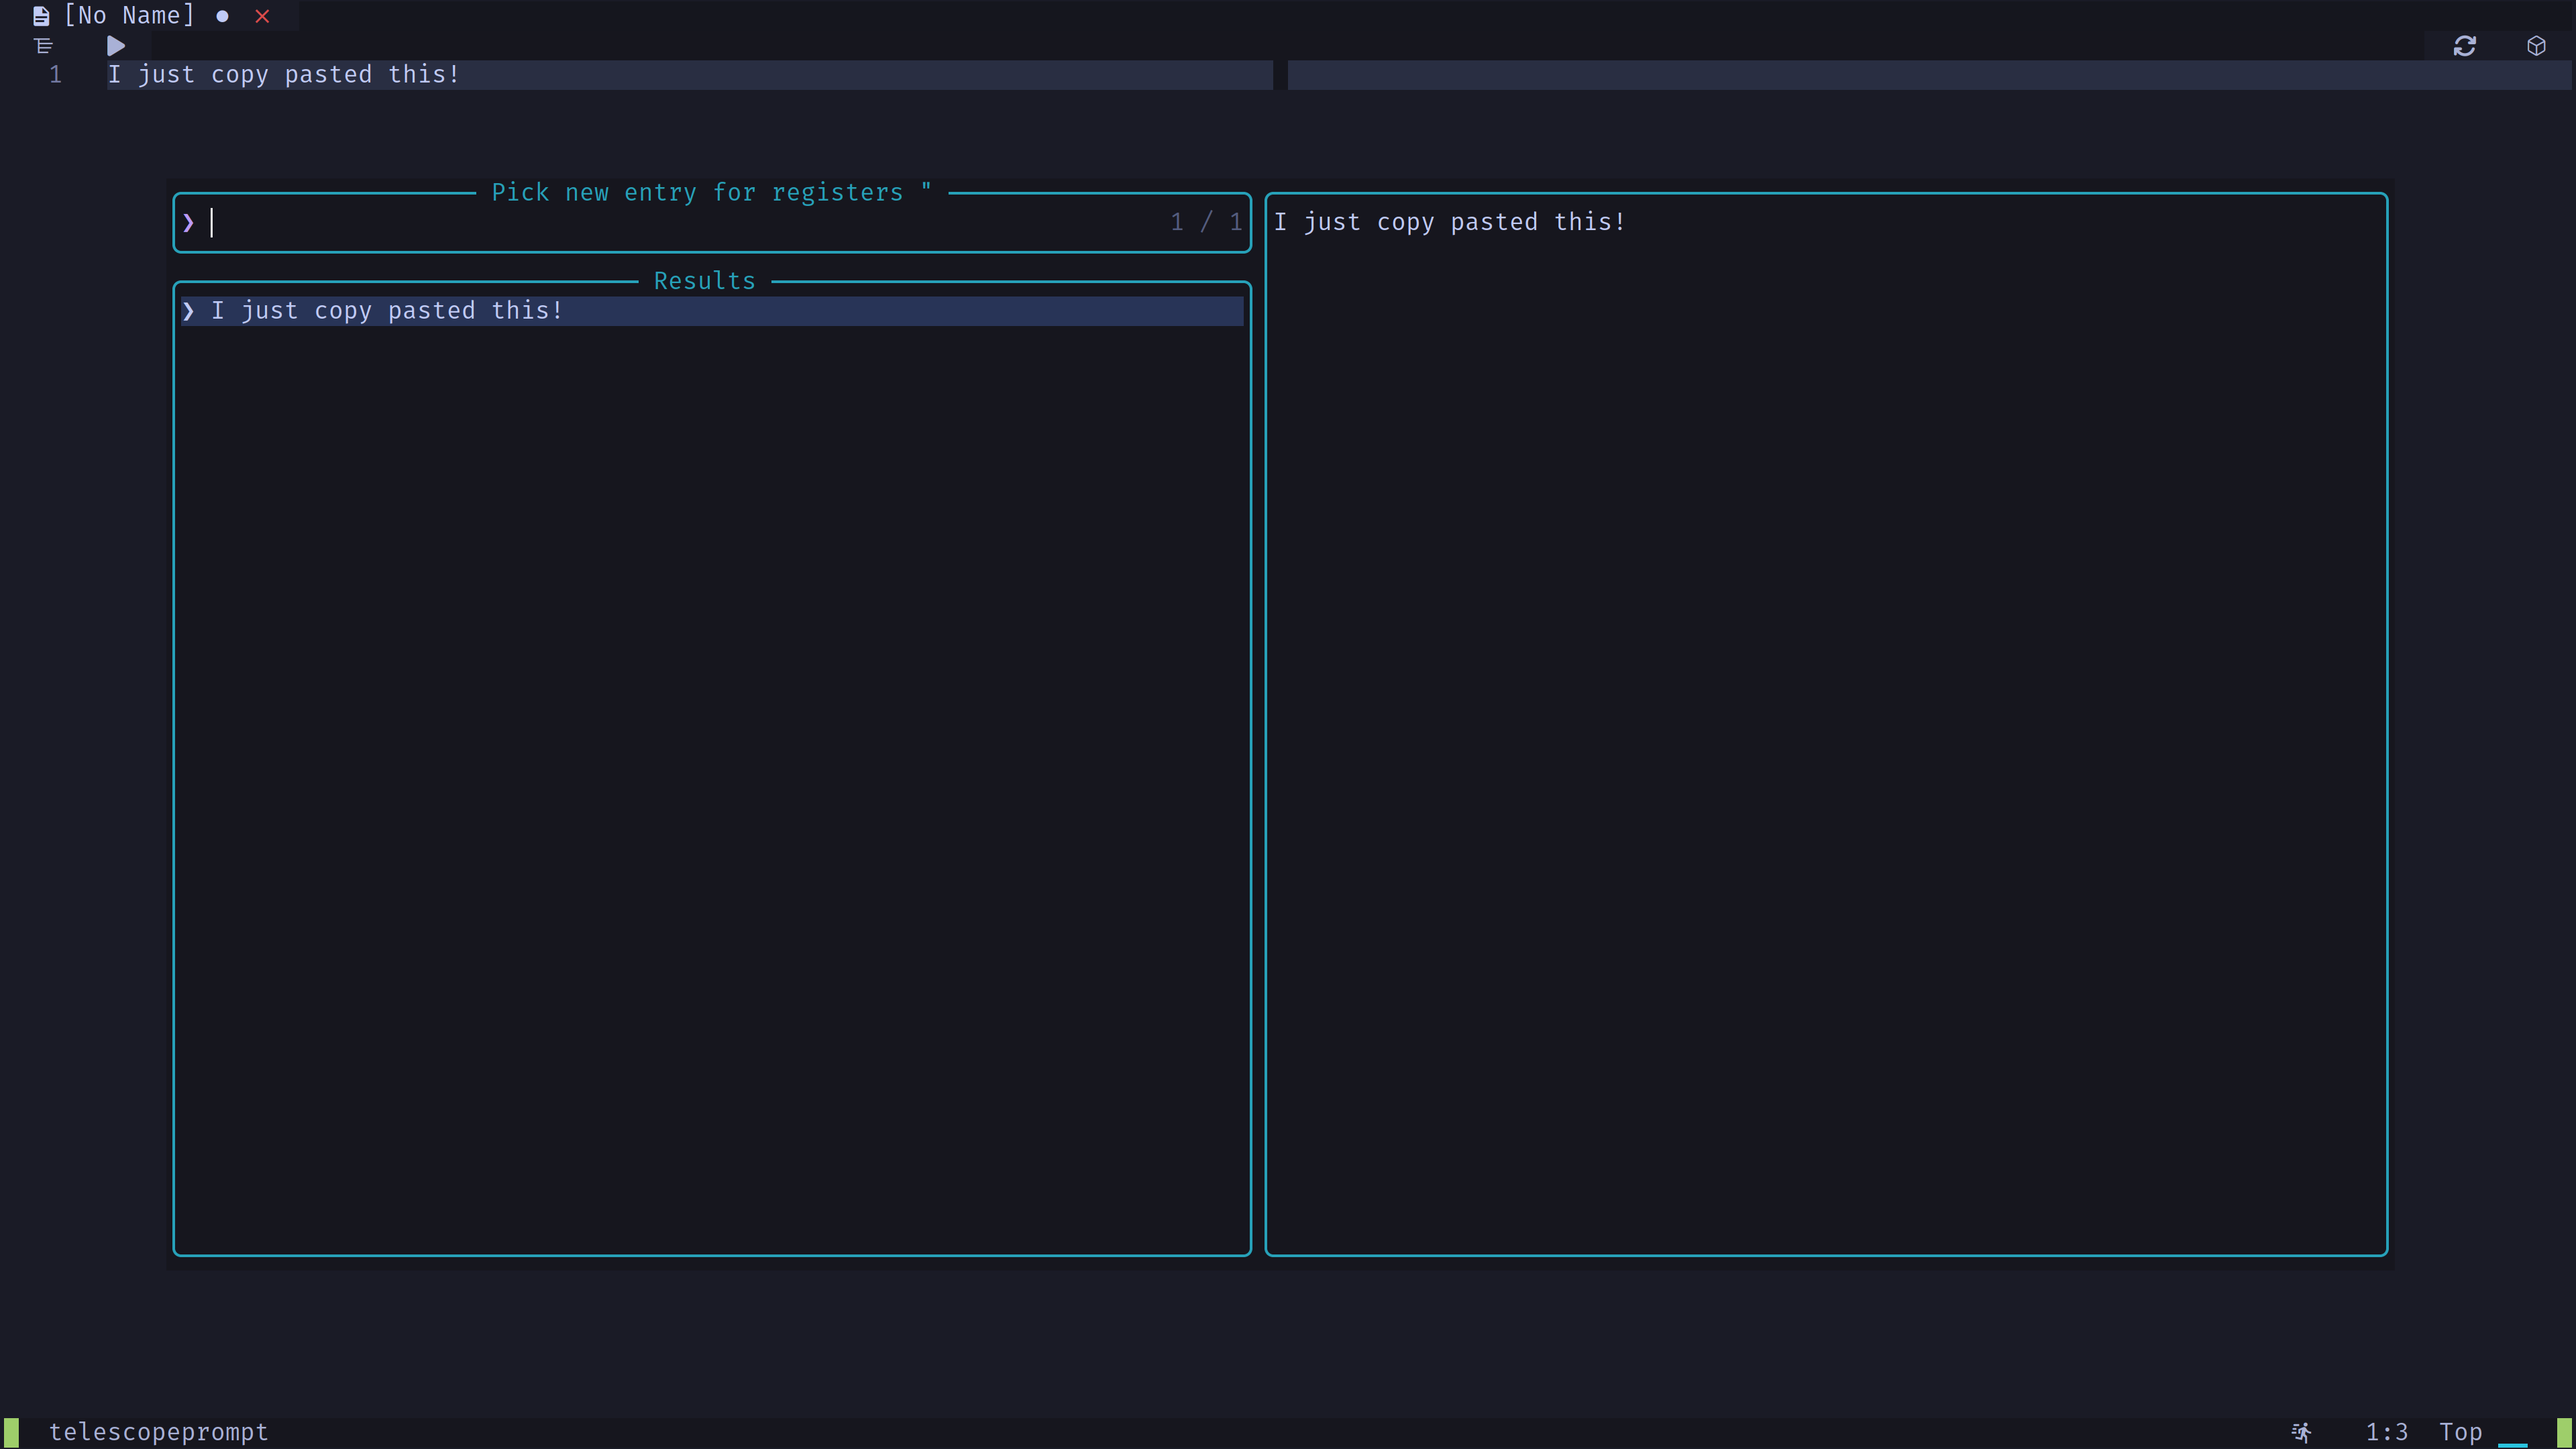 [No Name] ● ×
1 I just copy pasted this!
Pick new entry for registers "
❯ 1 / 1
Results
❯ I just copy pasted this!
I just copy pasted this!
telescopeprompt 1:3 Top